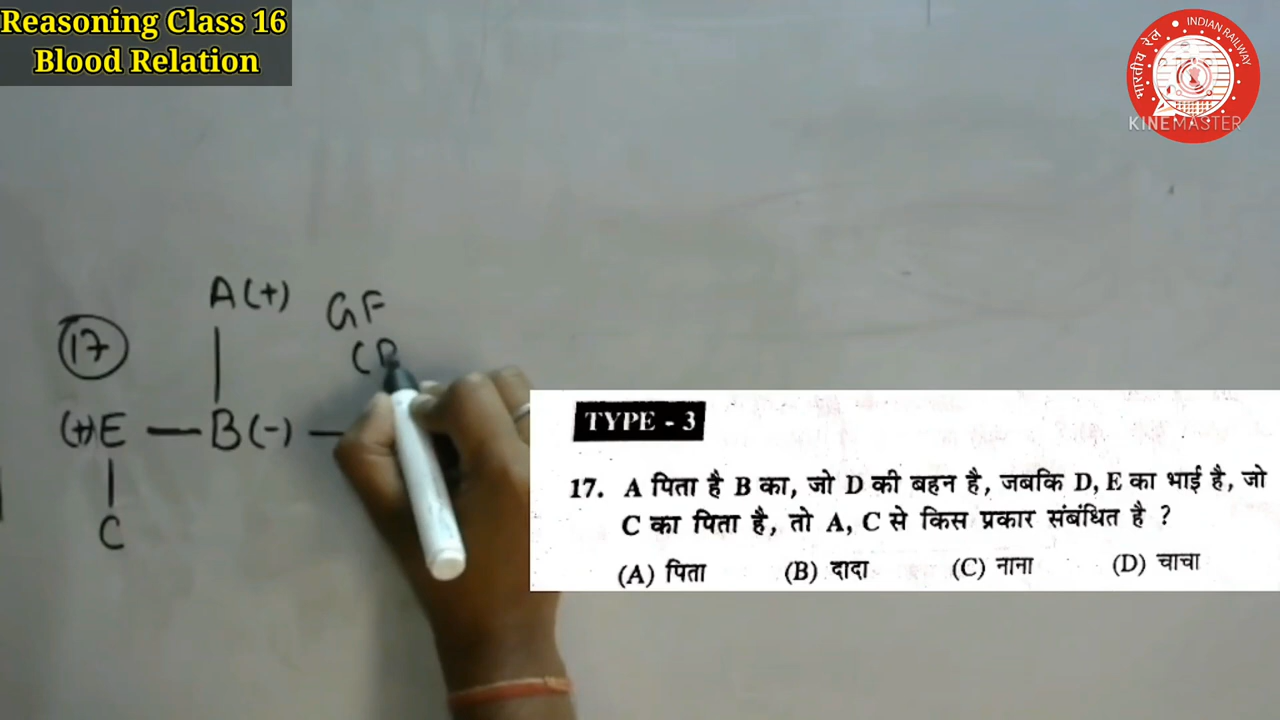 Reasoning Class 16
Blood Relation
भारतीय रेल
INDIAN RAILWAY
KINEMASTER
A(+)
GF
17
(B
(+)E — B(-) —
C
TYPE - 3
17. A पिता है B का, जो D की बहन है, जबकि D, E का भाई है, जो
C का पिता है, तो A, C से किस प्रकार संबंधित है ?
(A) पिता (B) दादा (C) नाना (D) चाचा